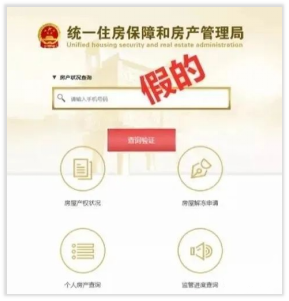 统一住房保障和房产管理局
Unified housing security and real estate administration
房产状况查询
假的
请输入手机号码
查询验证
房屋产权状况
房屋解冻申请
个人房产查询
监管进度查询